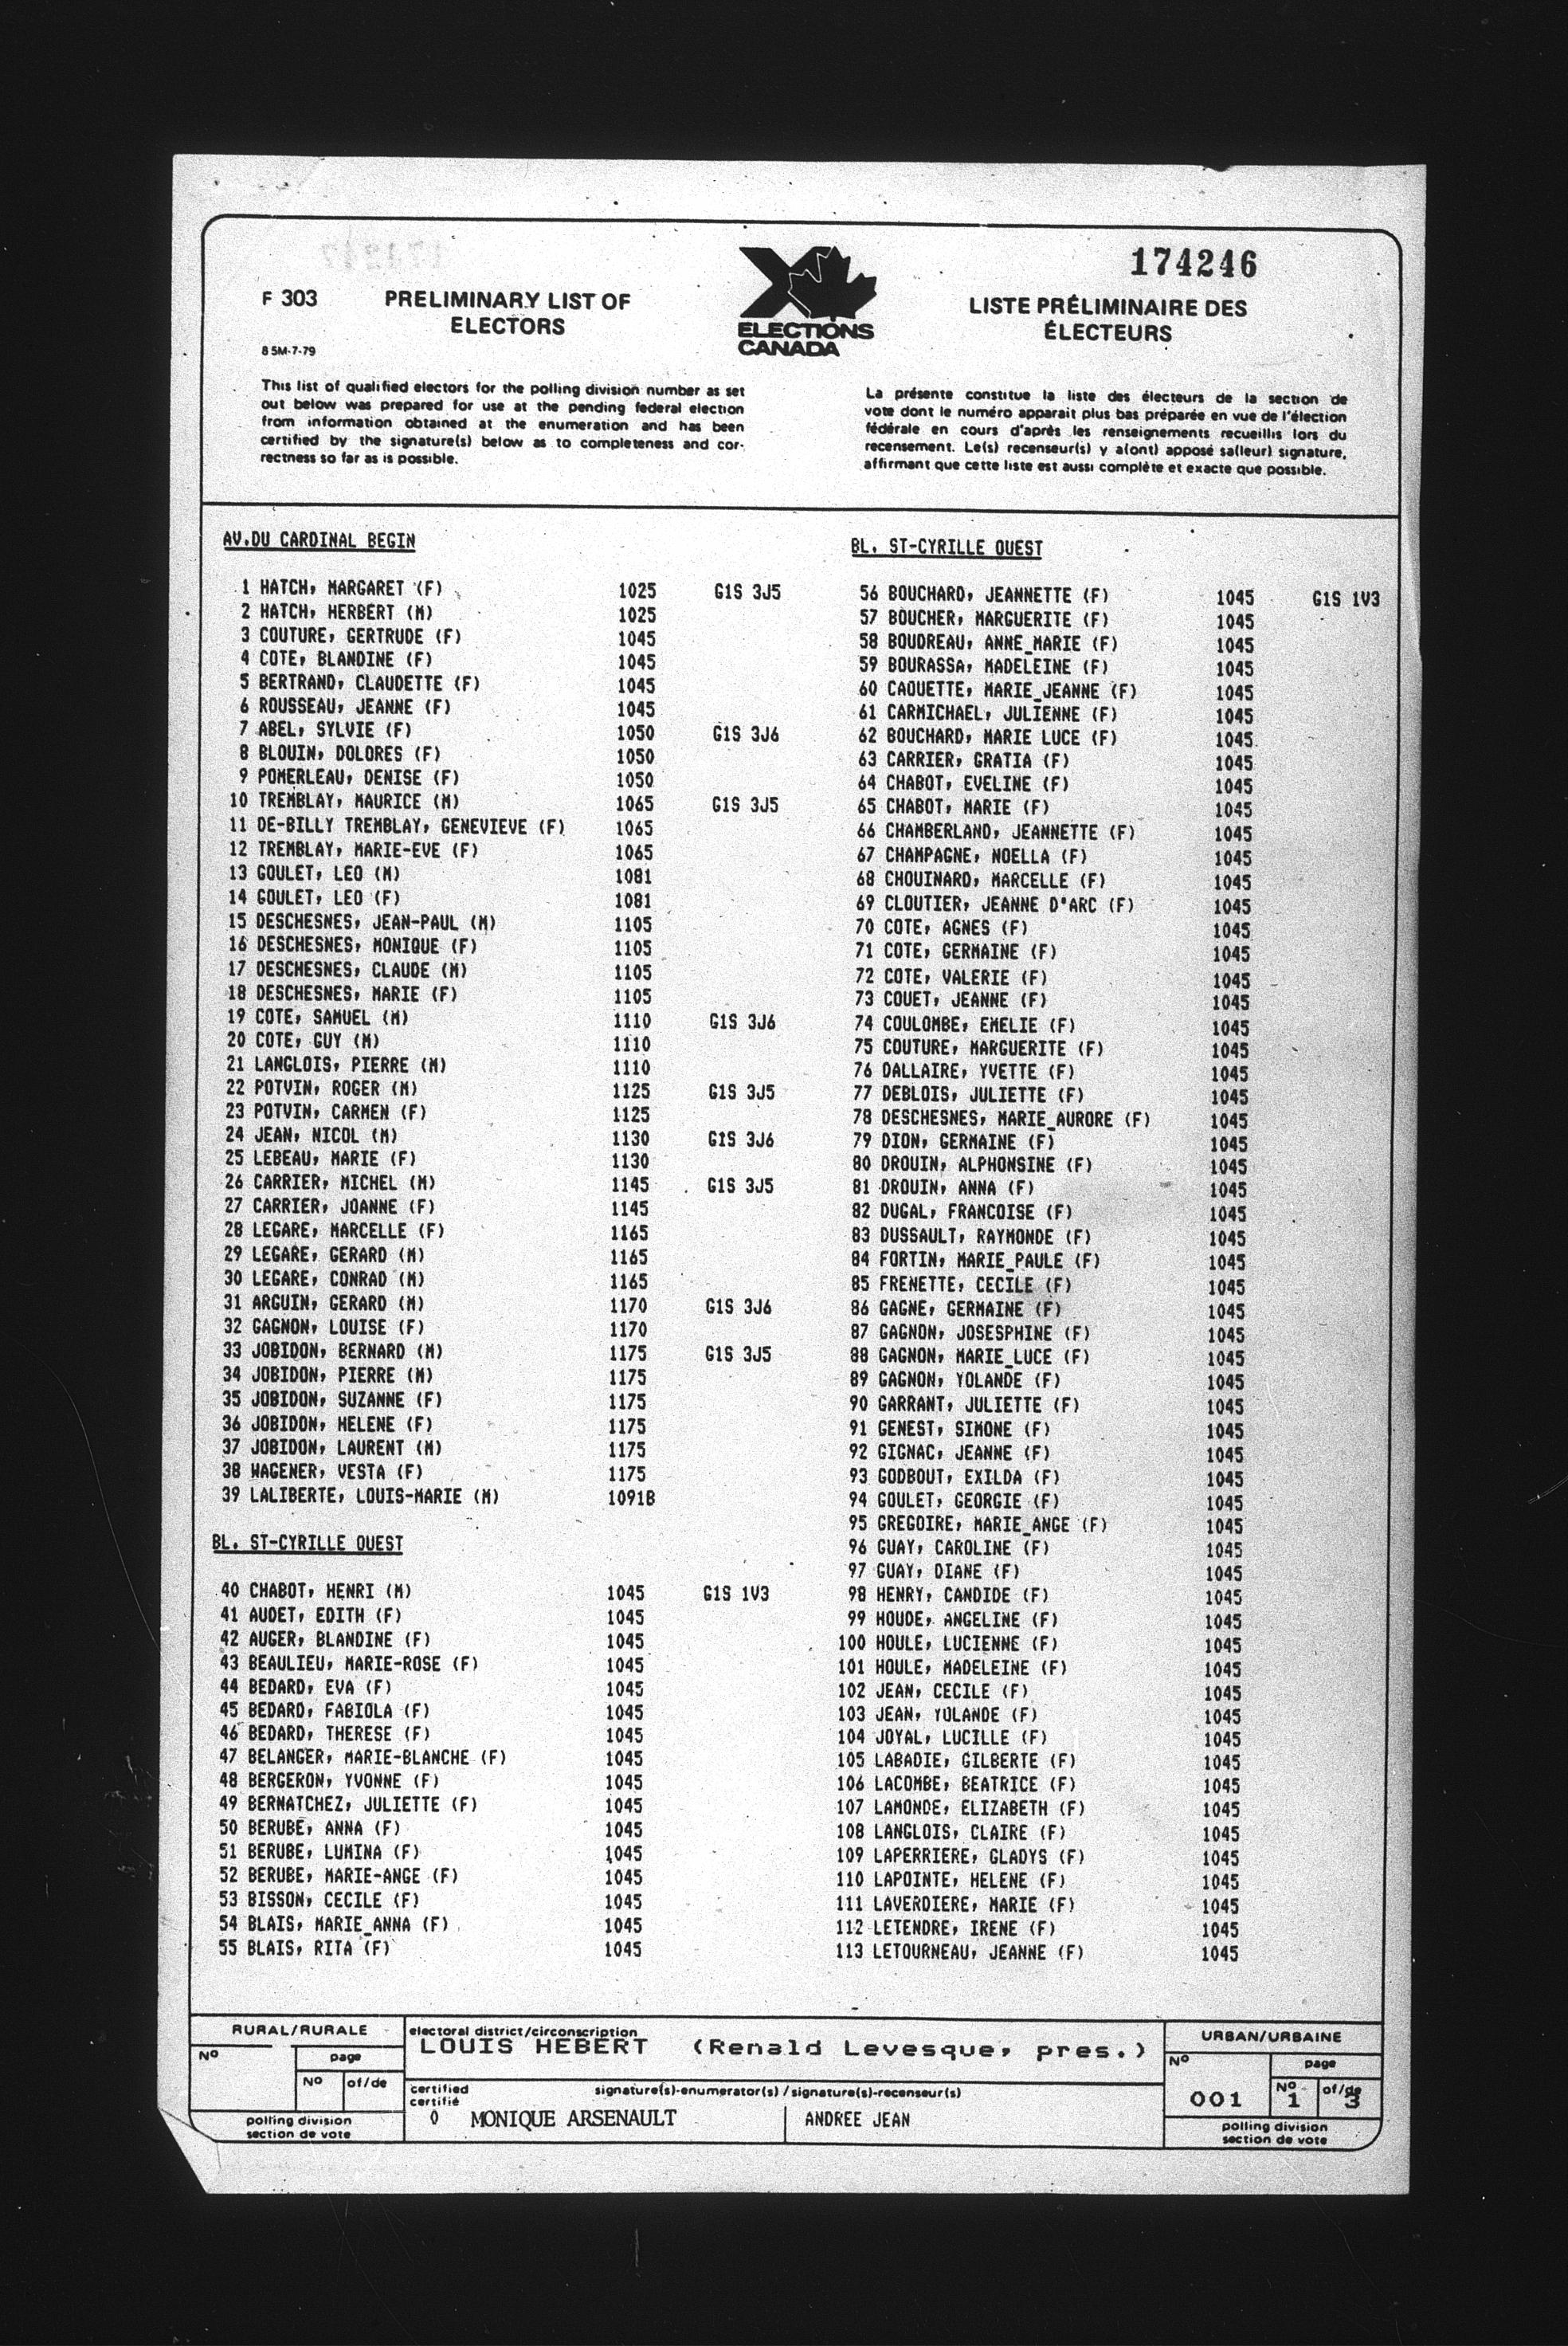 174246
F 303
PRELIMINARY LIST OF
ELECTORS
8 5M-7-79
ELECTIONS
CANADA
LISTE PRÉLIMINAIRE DES
ÉLECTEURS
This list of qualified electors for the polling division number as set
out below was prepared for use at the pending federal election
from information obtained at the enumeration and has been
certified by the signature(s) below as to completeness and cor-
rectness so far as is possible.
La présente constitue la liste des électeurs de la section de
vote dont le numéro apparait plus bas préparée en vue de l'élection
fédérale en cours d'après les renseignements recueillis lors du
recensement. Le(s) recenseur(s) y a(ont) apposé sa(leur) signature,
affirmant que cette liste est aussi complète et exacte que possible.
AV.DU CARDINAL BEGIN
1 HATCH, MARGARET (F) 1025 G1S 3J5
2 HATCH, HERBERT (M) 1025
3 COUTURE, GERTRUDE (F) 1045
4 COTE, BLANDINE (F) 1045
5 BERTRAND, CLAUDETTE (F) 1045
6 ROUSSEAU, JEANNE (F) 1045
7 ABEL, SYLVIE (F) 1050 G1S 3J6
8 BLOUIN, DOLORES (F) 1050
9 POMERLEAU, DENISE (F) 1050
10 TREMBLAY, MAURICE (M) 1065 G1S 3J5
11 DE-BILLY TREMBLAY, GENEVIEVE (F) 1065
12 TREMBLAY, MARIE-EVE (F) 1065
13 GOULET, LEO (M) 1081
14 GOULET, LEO (F) 1081
15 DESCHESNES, JEAN-PAUL (M) 1105
16 DESCHESNES, MONIQUE (F) 1105
17 DESCHESNES, CLAUDE (M) 1105
18 DESCHESNES, MARIE (F) 1105
19 COTE, SAMUEL (M) 1110 G1S 3J6
20 COTE, GUY (M) 1110
21 LANGLOIS, PIERRE (M) 1110
22 POTVIN, ROGER (M) 1125 G1S 3J5
23 POTVIN, CARMEN (F) 1125
24 JEAN, NICOL (M) 1130 G1S 3J6
25 LEBEAU, MARIE (F) 1130
26 CARRIER, MICHEL (M) 1145 G1S 3J5
27 CARRIER, JOANNE (F) 1145
28 LEGARE, MARCELLE (F) 1165
29 LEGARE, GERARD (M) 1165
30 LEGARE, CONRAD (M) 1165
31 ARGUIN, GERARD (M) 1170 G1S 3J6
32 GAGNON, LOUISE (F) 1170
33 JOBIDON, BERNARD (M) 1175 G1S 3J5
34 JOBIDON, PIERRE (M) 1175
35 JOBIDON, SUZANNE (F) 1175
36 JOBIDON, HELENE (F) 1175
37 JOBIDON, LAURENT (M) 1175
38 WAGENER, VESTA (F) 1175
39 LALIBERTE, LOUIS-MARIE (M) 1091B
BL. ST-CYRILLE OUEST
40 CHABOT, HENRI (M) 1045 G1S 1V3
41 AUDET, EDITH (F) 1045
42 AUGER, BLANDINE (F) 1045
43 BEAULIEU, MARIE-ROSE (F) 1045
44 BEDARD, EVA (F) 1045
45 BEDARD, FABIOLA (F) 1045
46 BEDARD, THERESE (F) 1045
47 BELANGER, MARIE-BLANCHE (F) 1045
48 BERGERON, YVONNE (F) 1045
49 BERNATCHEZ, JULIETTE (F) 1045
50 BERUBE, ANNA (F) 1045
51 BERUBE, LUMINA (F) 1045
52 BERUBE, MARIE-ANGE (F) 1045
53 BISSON, CECILE (F) 1045
54 BLAIS, MARIE_ANNA (F) 1045
55 BLAIS, RITA (F) 1045
BL. ST-CYRILLE OUEST
56 BOUCHARD, JEANNETTE (F) 1045 G1S 1V3
57 BOUCHER, MARGUERITE (F) 1045
58 BOUDREAU, ANNE_MARIE (F) 1045
59 BOURASSA, MADELEINE (F) 1045
60 CAOUETTE, MARIE_JEANNE (F) 1045
61 CARMICHAEL, JULIENNE (F) 1045
62 BOUCHARD, MARIE LUCE (F) 1045
63 CARRIER, GRATIA (F) 1045
64 CHABOT, EVELINE (F) 1045
65 CHABOT, MARIE (F) 1045
66 CHAMBERLAND, JEANNETTE (F) 1045
67 CHAMPAGNE, NOELLA (F) 1045
68 CHOUINARD, MARCELLE (F) 1045
69 CLOUTIER, JEANNE D'ARC (F) 1045
70 COTE, AGNES (F) 1045
71 COTE, GERMAINE (F) 1045
72 COTE, VALERIE (F) 1045
73 COUET, JEANNE (F) 1045
74 COULOMBE, EMELIE (F) 1045
75 COUTURE, MARGUERITE (F) 1045
76 DALLAIRE, YVETTE (F) 1045
77 DEBLOIS, JULIETTE (F) 1045
78 DESCHESNES, MARIE_AURORE (F) 1045
79 DION, GERMAINE (F) 1045
80 DROUIN, ALPHONSINE (F) 1045
81 DROUIN, ANNA (F) 1045
82 DUGAL, FRANCOISE (F) 1045
83 DUSSAULT, RAYMONDE (F) 1045
84 FORTIN, MARIE_PAULE (F) 1045
85 FRENETTE, CECILE (F) 1045
86 GAGNE, GERMAINE (F) 1045
87 GAGNON, JOSESPHINE (F) 1045
88 GAGNON, MARIE_LUCE (F) 1045
89 GAGNON, YOLANDE (F) 1045
90 GARRANT, JULIETTE (F) 1045
91 GENEST, SIMONE (F) 1045
92 GIGNAC, JEANNE (F) 1045
93 GODBOUT, EXILDA (F) 1045
94 GOULET, GEORGIE (F) 1045
95 GREGOIRE, MARIE_ANGE (F) 1045
96 GUAY, CAROLINE (F) 1045
97 GUAY, DIANE (F) 1045
98 HENRY, CANDIDE (F) 1045
99 HOUDE, ANGELINE (F) 1045
100 HOULE, LUCIENNE (F) 1045
101 HOULE, MADELEINE (F) 1045
102 JEAN, CECILE (F) 1045
103 JEAN, YOLANDE (F) 1045
104 JOYAL, LUCILLE (F) 1045
105 LABADIE, GILBERTE (F) 1045
106 LACOMBE, BEATRICE (F) 1045
107 LAMONDE, ELIZABETH (F) 1045
108 LANGLOIS, CLAIRE (F) 1045
109 LAPERRIERE, GLADYS (F) 1045
110 LAPOINTE, HELENE (F) 1045
111 LAVERDIERE, MARIE (F) 1045
112 LETENDRE, IRENE (F) 1045
113 LETOURNEAU, JEANNE (F) 1045
RURAL/RURALE
Nº
page
Nº of/de
polling division
section de vote
electoral district/circonscription
LOUIS HEBERT (Renald Levesque, pres.)
certified
certifié
signature(s)-enumerator(s) / signature(s)-recenseur(s)
0 MONIQUE ARSENAULT ANDREE JEAN
URBAN/URBAINE
Nº
001
page
Nº of/de
1 3
polling division
section de vote